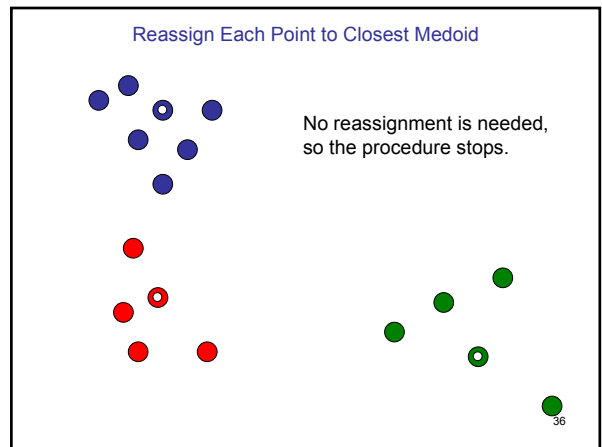 Reassign Each Point to Closest Medoid
No reassignment is needed,
so the procedure stops.
36